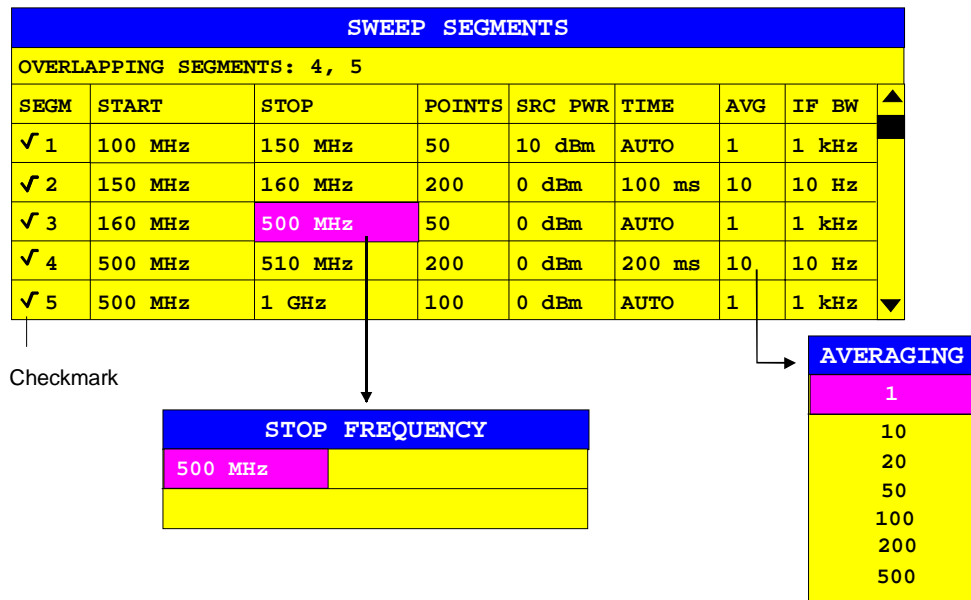 SWEEP SEGMENTS
OVERLAPPING SEGMENTS: 4, 5
SEGM START STOP POINTS SRC PWR TIME AVG IF BW
√ 1 100 MHz 150 MHz 50 10 dBm AUTO 1 1 kHz
√ 2 150 MHz 160 MHz 200 0 dBm 100 ms 10 10 Hz
√ 3 160 MHz 500 MHz 50 0 dBm AUTO 1 1 kHz
√ 4 500 MHz 510 MHz 200 0 dBm 200 ms 10 10 Hz
√ 5 500 MHz 1 GHz 100 0 dBm AUTO 1 1 kHz
Checkmark
STOP FREQUENCY
500 MHz
AVERAGING
1
10
20
50
100
200
500